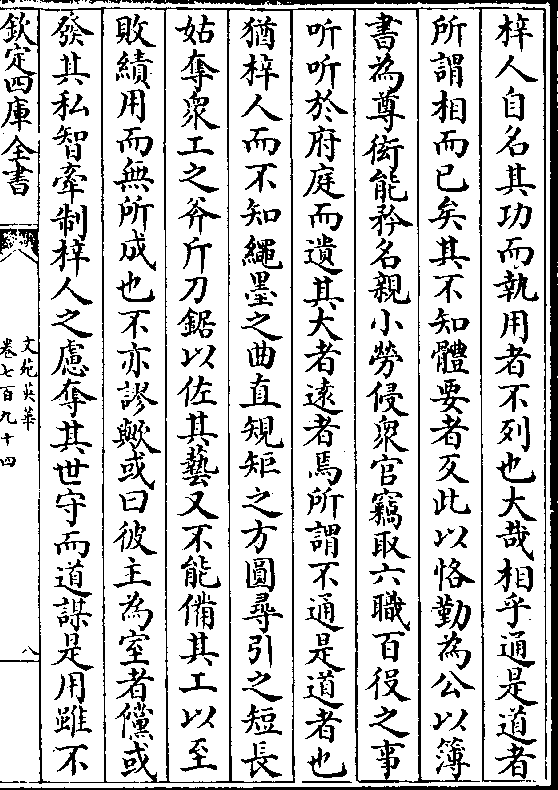 梓人自名其功而執用者不列也大哉相乎通是道者
所謂相而已矣其不知體要者反此以恪勤為公以簿
書為尊衒能矜名親小勞侵衆官竊取六職百役之事
听听於府庭而遺其大者遠者焉所謂不通是道者也
猶梓人而不知繩墨之曲直規矩之方圓尋引之短長
姑奪衆工之斧斤刀鋸以佐其藝又不能備其工以至
敗績用而無所成也不亦謬歟或曰彼主為室者儻或
發其私智牽制梓人之慮奪其世守而道謀是用雖不
欽定四庫全書
文苑英華
卷七百九十四
八